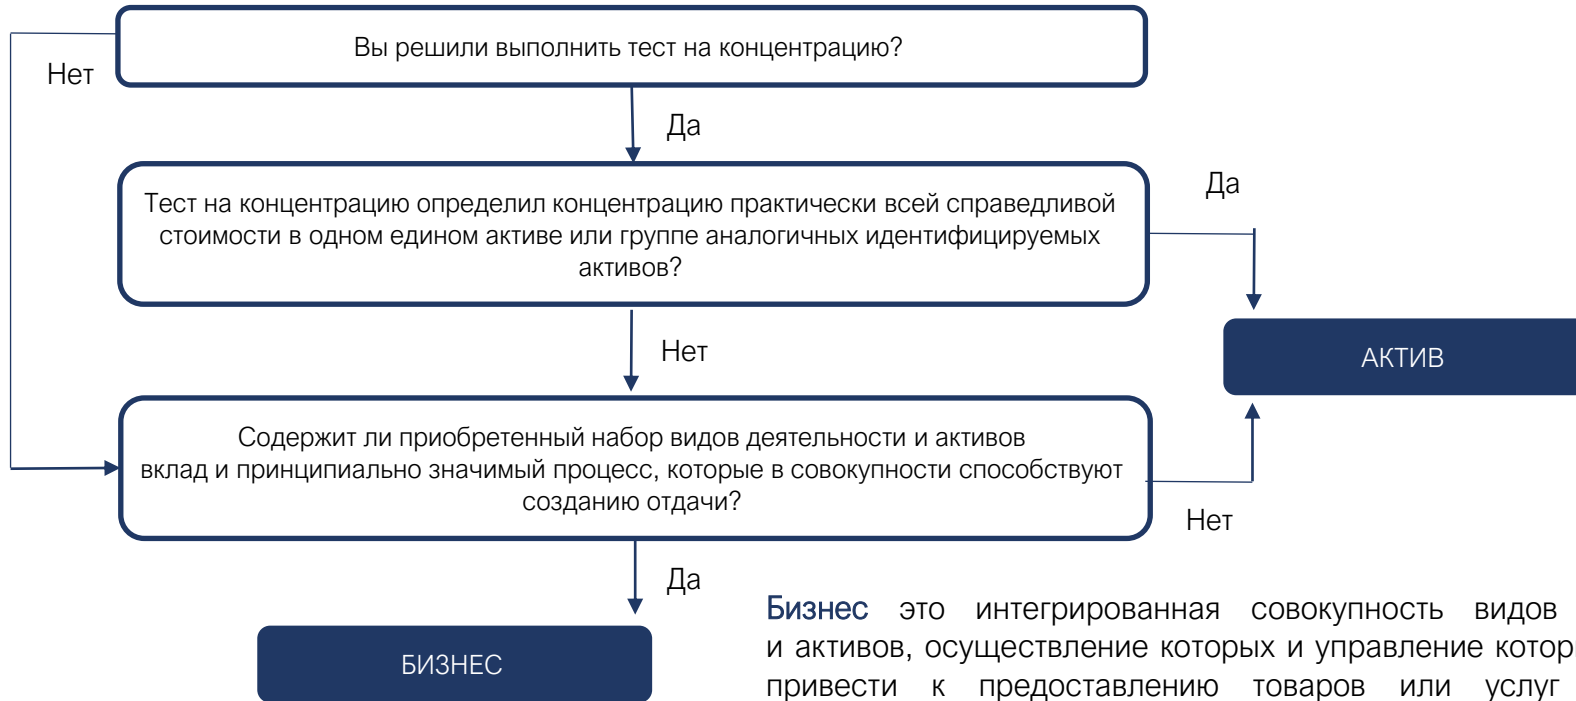 Вы решили выполнить тест на концентрацию?
Нет
Да
Тест на концентрацию определил концентрацию практически всей справедливой
стоимости в одном едином активе или группе аналогичных идентифицируемых
активов?
Да
Нет
АКТИВ
Содержит ли приобретенный набор видов деятельности и активов
вклад и принципиально значимый процесс, которые в совокупности способствуют
созданию отдачи?
Нет
Да
БИЗНЕС
Бизнес это интегрированная совокупность видов
и активов, осуществление которых и управление
привести к предоставлению товаров или услуг